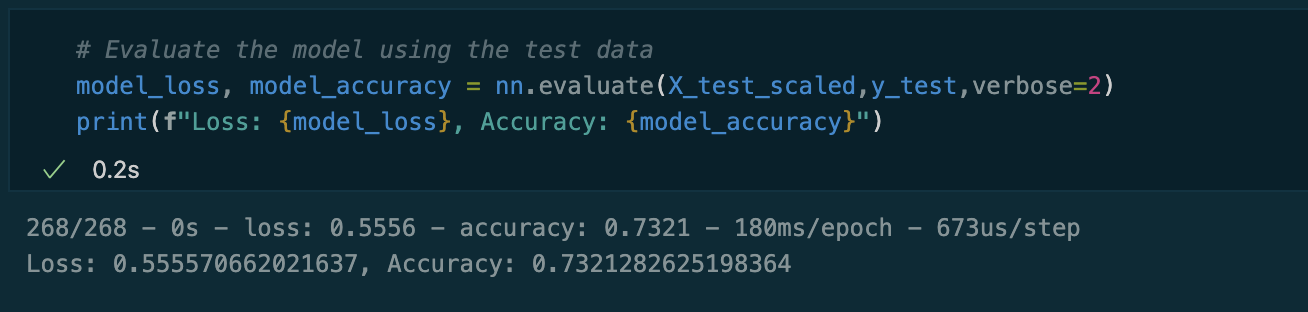 # Evaluate the model using the test data
model_loss, model_accuracy = nn.evaluate(X_test_scaled,y_test,verbose=2)
print(f"Loss: {model_loss}, Accuracy: {model_accuracy}")
✓ 0.2s
268/268 - 0s - loss: 0.5556 - accuracy: 0.7321 - 180ms/epoch - 673us/step
Loss: 0.555570662021637, Accuracy: 0.7321282625198364